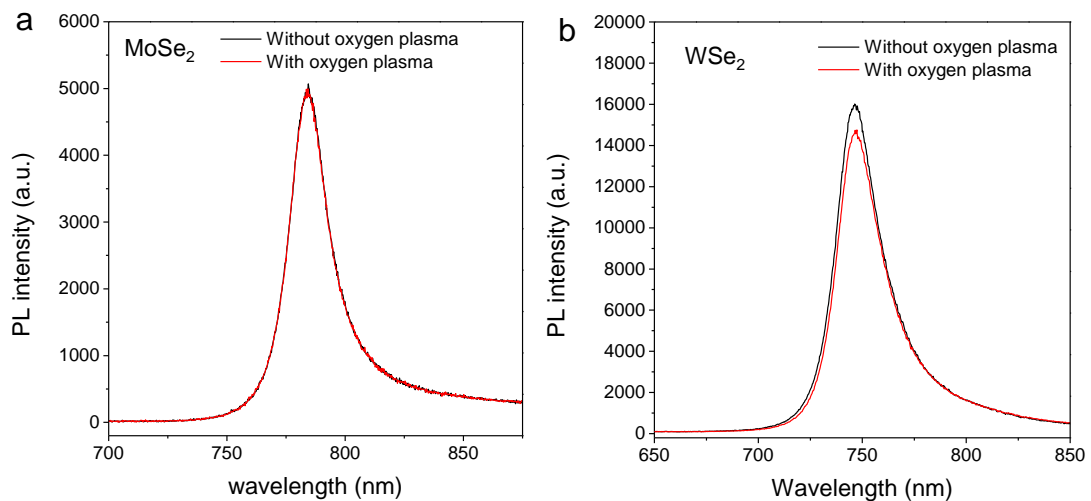 a
MoSe2
Without oxygen plasma
With oxygen plasma
PL intensity (a.u.)
6000
5000
4000
3000
2000
1000
0
700
750
800
850
wavelength (nm)
b
WSe2
Without oxygen plasma
With oxygen plasma
PL intensity (a.u.)
20000
18000
16000
14000
12000
10000
8000
6000
4000
2000
0
650
700
750
800
850
Wavelength (nm)